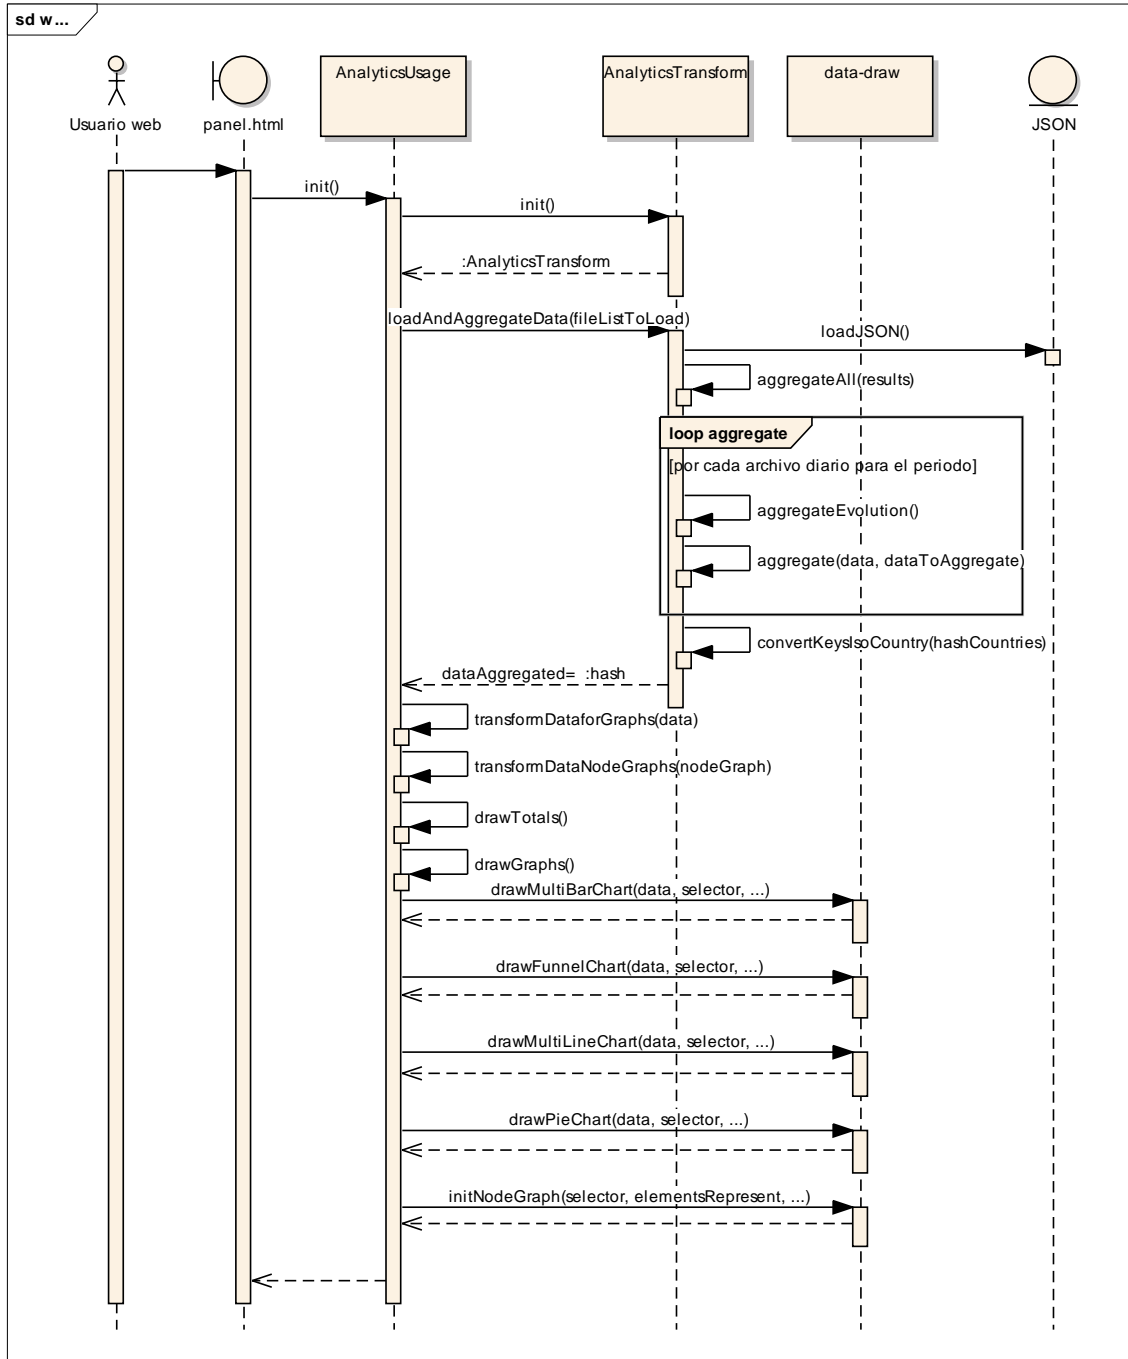 sd w...
Usuario web
panel.html
AnalyticsUsage
AnalyticsTransform
data-draw
JSON
init()
init()
:AnalyticsTransform
loadAndAggregateData(fileListToLoad)
loadJSON()
aggregateAll(results)
loop aggregate
[por cada archivo diario para el periodo]
aggregateEvolution()
aggregate(data, dataToAggregate)
convertKeysIsoCountry(hashCountries)
dataAggregated= :hash
transformDataforGraphs(data)
transformDataNodeGraphs(nodeGraph)
drawTotals()
drawGraphs()
drawMultiBarChart(data, selector, ...)
drawFunnelChart(data, selector, ...)
drawMultiLineChart(data, selector, ...)
drawPieChart(data, selector, ...)
initNodeGraph(selector, elementsRepresent, ...)